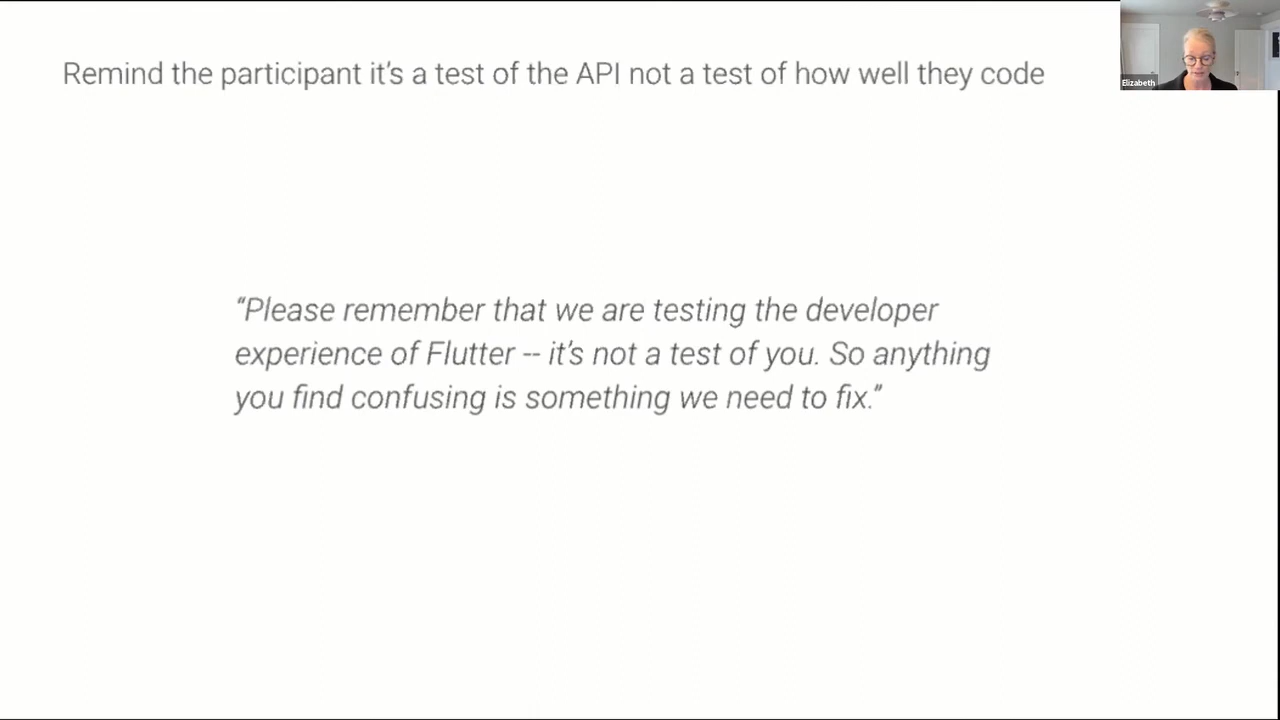 Remind the participant it's a test of the API not a test of how well they code
Elizabeth
“Please remember that we are testing the developer
experience of Flutter -- it's not a test of you. So anything
you find confusing is something we need to fix.”